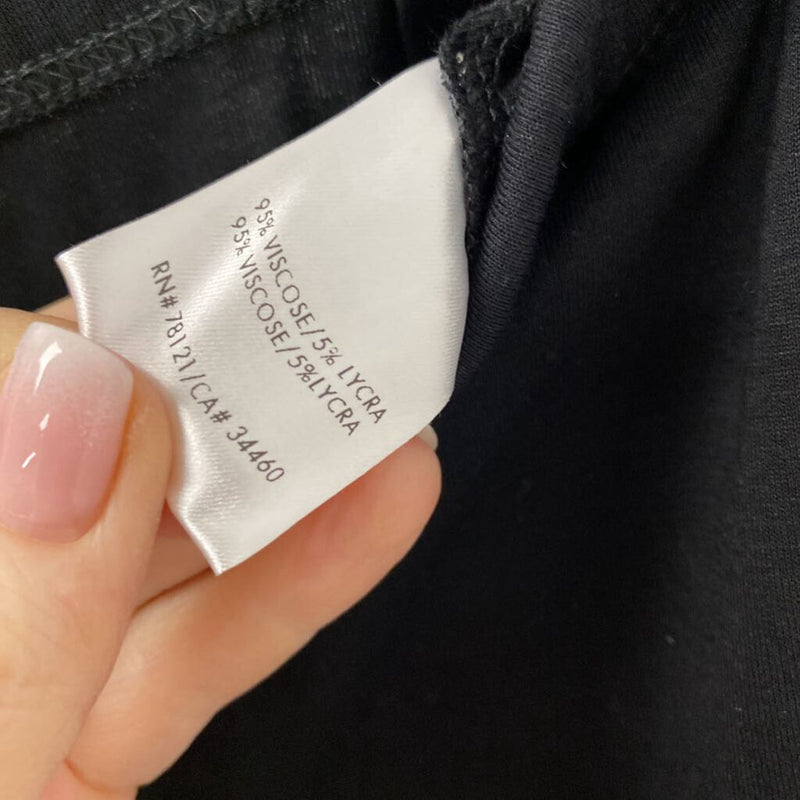 95% VISCOSE/5% LYCRA
95% VISCOSE/5%LYCRA
RN# 78121/CA# 34460